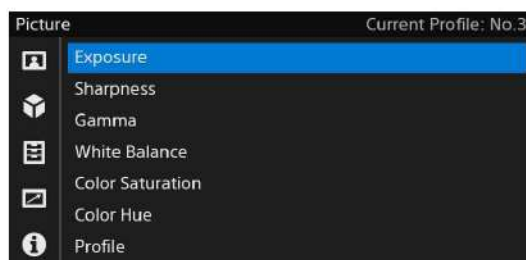 Picture Current Profile: No.3
Exposure
Sharpness
Gamma
White Balance
Color Saturation
Color Hue
Profile